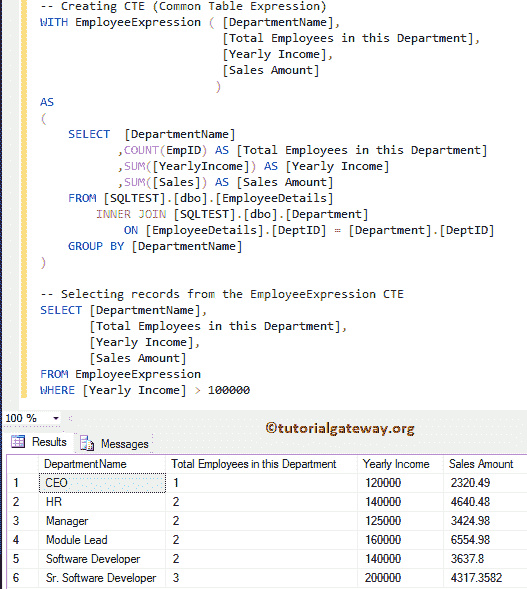 -- Creating CTE (Common Table Expression)
WITH EmployeeExpression ( [DepartmentName],
[Total Employees in this Department],
[Yearly Income],
[Sales Amount]
)
AS
(
SELECT [DepartmentName]
,COUNT(EmpID) AS [Total Employees in this Department]
,SUM([YearlyIncome]) AS [Yearly Income]
,SUM([Sales]) AS [Sales Amount]
FROM [SQLTEST].[dbo].[EmployeeDetails]
INNER JOIN [SQLTEST].[dbo].[Department]
ON [EmployeeDetails].[DeptID] = [Department].[DeptID]
GROUP BY [DepartmentName]
)
-- Selecting records from the EmployeeExpression CTE
SELECT [DepartmentName],
[Total Employees in this Department],
[Yearly Income],
[Sales Amount]
FROM EmployeeExpression
WHERE [Yearly Income] > 100000
100 %
©tutorialgateway.org
Results Messages
DepartmentName Total Employees in this Department Yearly Income Sales Amount
1 CEO 1 120000 2320.49
2 HR 2 140000 4640.48
3 Manager 2 125000 3424.98
4 Module Lead 2 160000 6554.98
5 Software Developer 2 140000 3637.8
6 Sr. Software Developer 3 200000 4317.3582